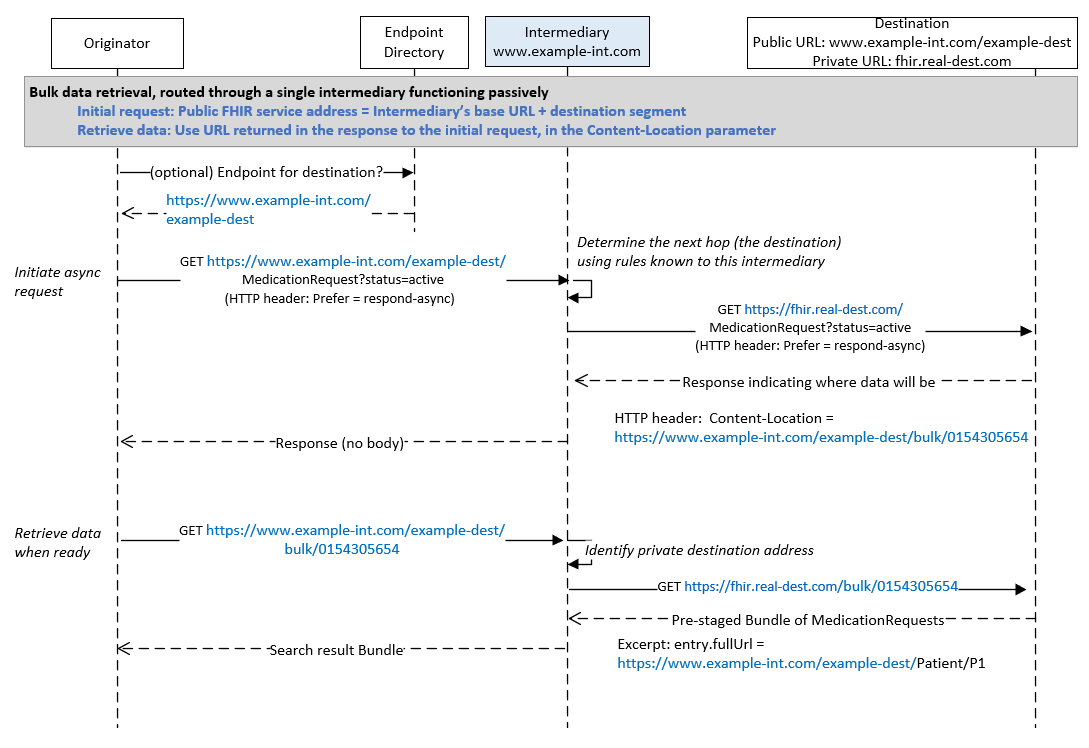 Originator
Endpoint
Directory
Intermediary
www.example-int.com
Destination
Public URL: www.example-int.com/example-dest
Private URL: fhir.real-dest.com
Bulk data retrieval, routed through a single intermediary functioning passively
Initial request: Public FHIR service address = Intermediary's base URL + destination segment
Retrieve data: Use URL returned in the response to the initial request, in the Content-Location parameter
(optional) Endpoint for destination?
https://www.example-int.com/
example-dest
Initiate async
request
GET https://www.example-int.com/example-dest/
MedicationRequest?status=active
(HTTP header: Prefer = respond-async)
Determine the next hop (the destination)
using rules known to this intermediary
GET https://fhir.real-dest.com/
MedicationRequest?status=active
(HTTP header: Prefer = respond-async)
Response indicating where data will be
HTTP header:  Content-Location =
https://www.example-int.com/example-dest/bulk/0154305654
Response (no body)
Retrieve data
when ready
GET https://www.example-int.com/example-dest/
bulk/0154305654
Identify private destination address
GET https://fhir.real-dest.com/bulk/0154305654
Pre-staged Bundle of MedicationRequests
Search result Bundle
Excerpt: entry.fullUrl =
https://www.example-int.com/example-dest/Patient/P1